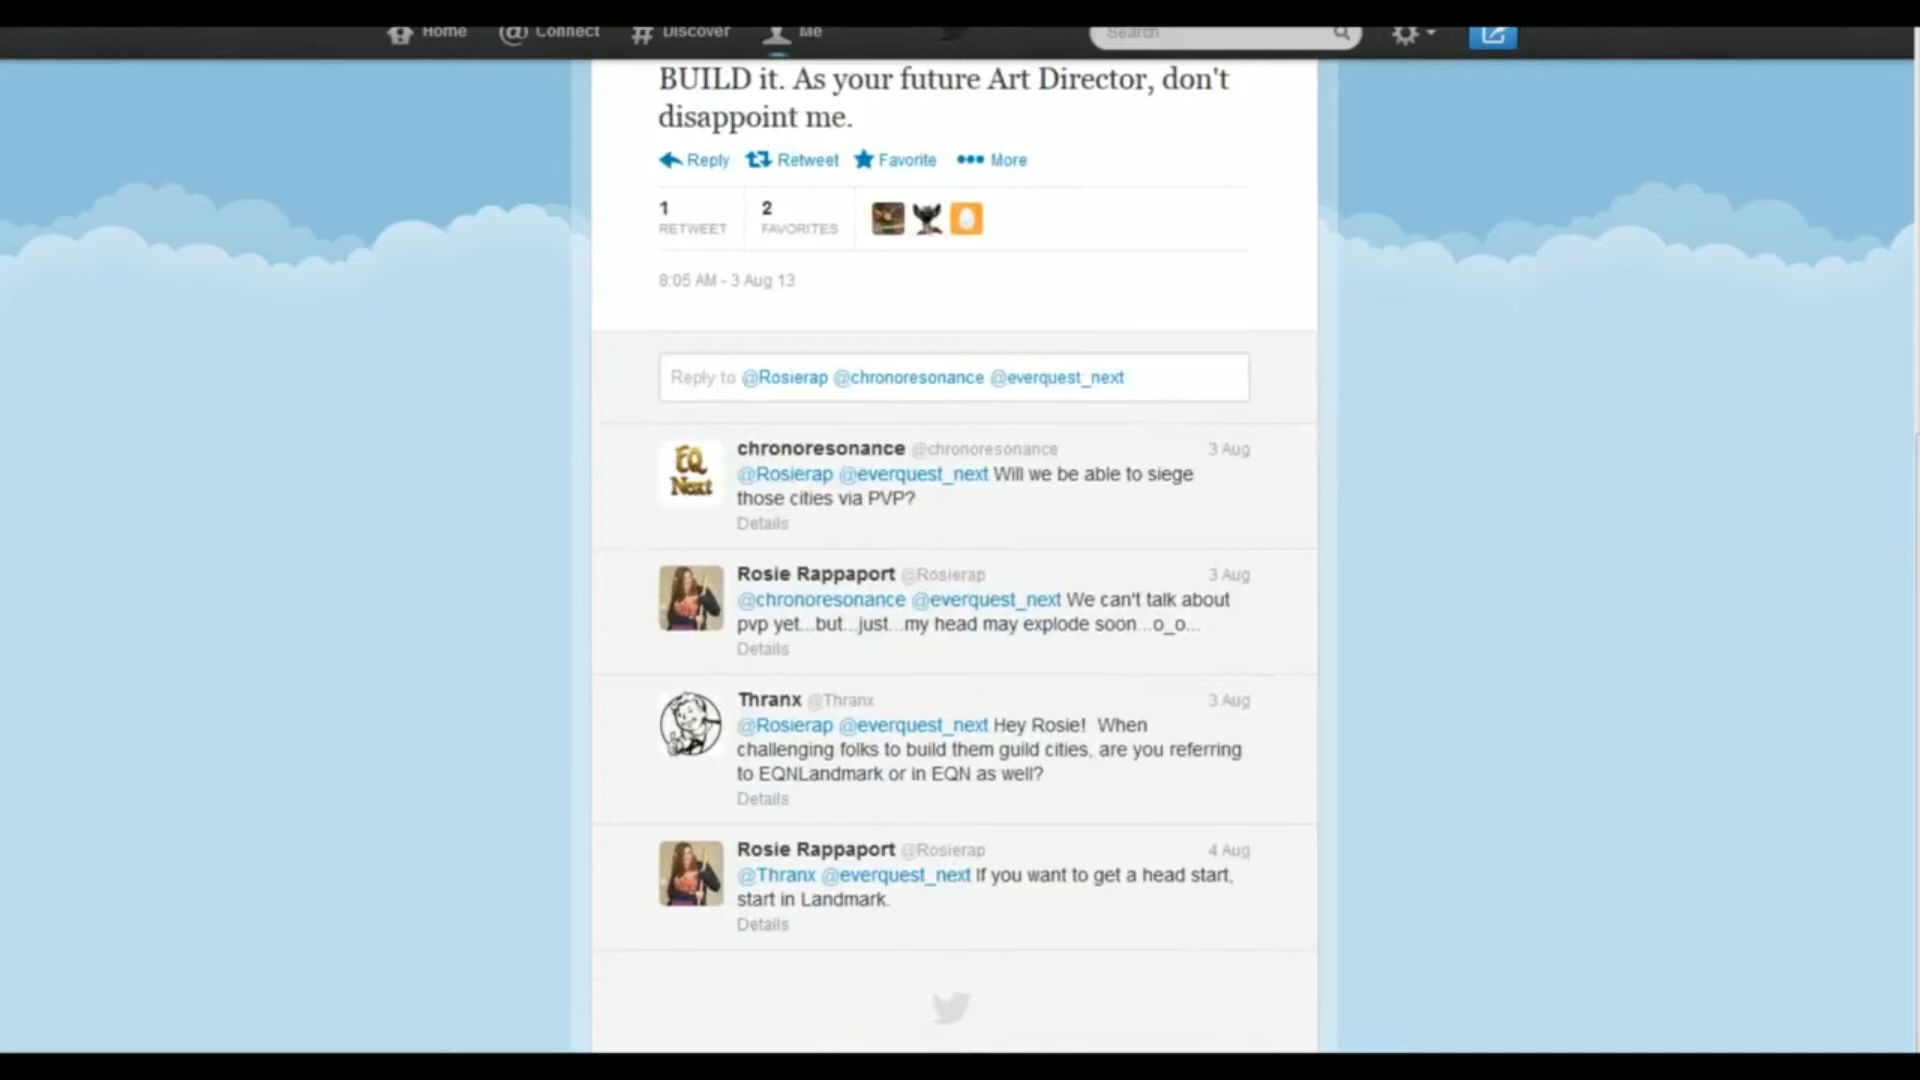 Home Connect Discover Me Search
BUILD it. As your future Art Director, don't
disappoint me.
Reply Retweet Favorite More
1 2
RETWEET FAVORITES
8:05 AM - 3 Aug 13
Reply to @Rosierap @chronoresonance @everquest_next
EQ
Next
chronoresonance @chronoresonance 3 Aug
@Rosierap @everquest_next Will we be able to siege
those cities via PVP?
Details
Rosie Rappaport @Rosierap 3 Aug
@chronoresonance @everquest_next We can't talk about
pvp yet...but...just...my head may explode soon...o_o...
Details
Thranx @Thranx 3 Aug
@Rosierap @everquest_next Hey Rosie! When
challenging folks to build them guild cities, are you referring
to EQNLandmark or in EQN as well?
Details
Rosie Rappaport @Rosierap 4 Aug
@Thranx @everquest_next If you want to get a head start,
start in Landmark.
Details